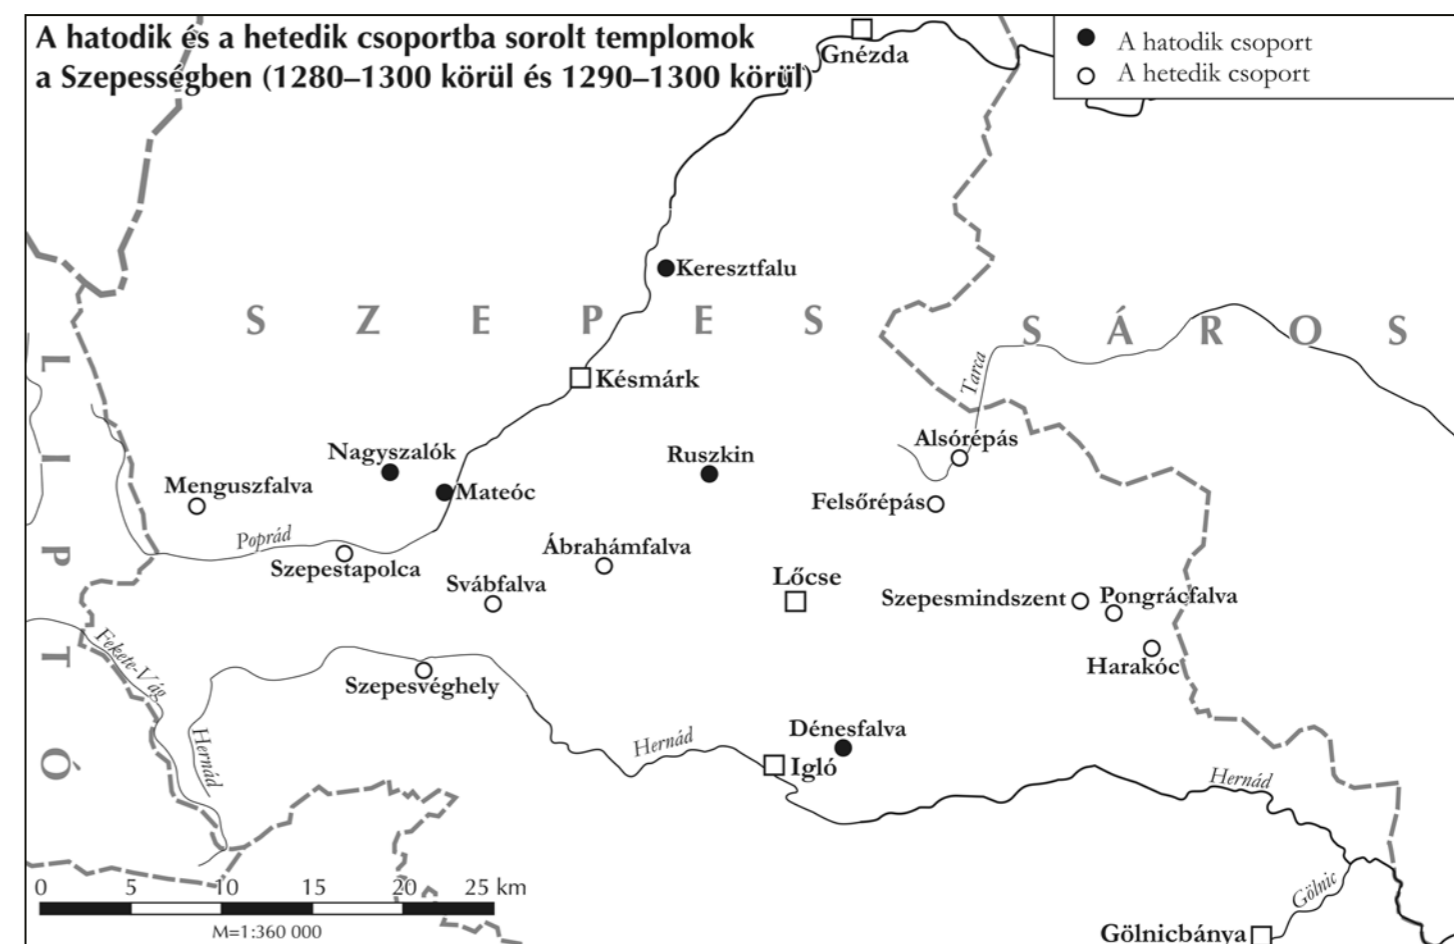 A hatodik és a hetedik csoportba sorolt templomok
a Szepességben (1280–1300 körül és 1290–1300 körül)
Gnézda
A hatodik csoport
A hetedik csoport
Keresztfalu
S Z E P E S
S Á R O S
L I P T Ó
Késmárk
Tarca
Alsórépás
Nagyszalók
Ruszkin
Menguszfalva
Mateóc
Felsőrépás
Poprád
Ábrahámfalva
Szepestapolca
Svábfalva
Lőcse
Szepesmindszent
Pongrácfalva
Fekete-Vág
Harakóc
Szepesvéghely
Hernád
Hernád
Dénesfalva
Igló
Hernád
0 5 10 15 20 25 km
M=1:360 000
Gölnic
Gölnicbánya